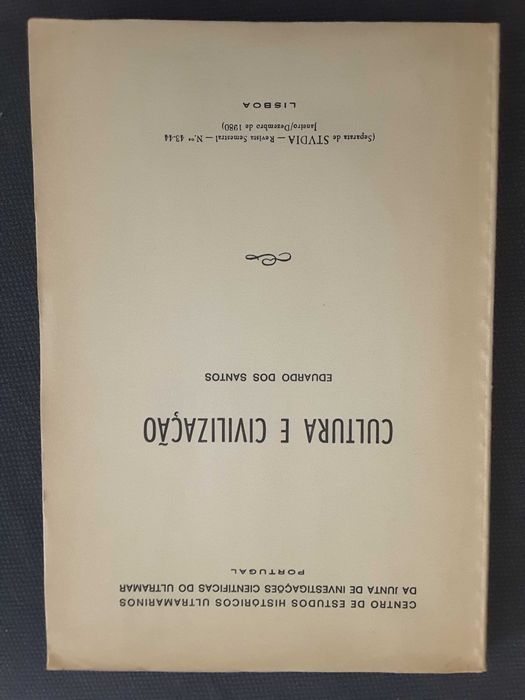 CENTRO DE ESTUDOS HISTÓRICOS ULTRAMARINOS
DA JUNTA DE INVESTIGAÇÕES CIENTIFICAS DO ULTRAMAR
PORTUGAL
CULTURA E CIVILIZAÇÃO
EDUARDO DOS SANTOS
(Separata de STVDIA — Revista Semestral — N.os 43-44
Janeiro/Dezembro de 1980)
LISBOA